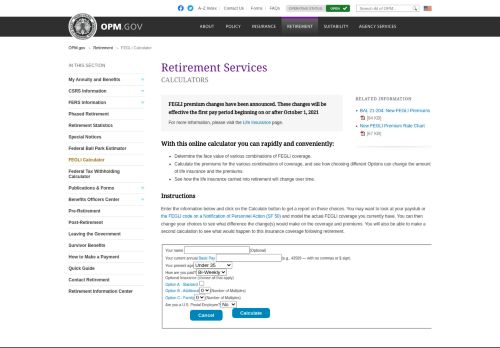 A-Z Index
Contact Us
Forms
FAQs
OPERATING STATUS
OPEN
Search All of OPM...
OPM.GOV
ABOUT
POLICY
INSURANCE
RETIREMENT
SUITABILITY
AGENCY SERVICES
OPM.gov
Retirement
FEGLI Calculator
IN THIS SECTION
My Annuity and Benefits
CSRS Information
FERS Information
Phased Retirement
Retirement Statistics
Special Notices
Federal Ball Park Estimator
FEGLI Calculator
Federal Tax Withholding
Calculator
Publications & Forms
Benefits Officers Center
Pre-Retirement
Post-Retirement
Leaving the Government
Survivor Benefits
How to Make a Payment
Quick Guide
Contact Retirement
Retirement Information Center
Retirement Services
CALCULATORS
FEGLI premium changes have been announced. These changes will be
effective the first pay period beginning on or after October 1, 2021
For more information, please visit the Life Insurance page.
With this online calculator you can rapidly and conveniently:
Determine the face value of various combinations of FEGLI coverage.
Calculate the premiums for the various combinations of coverage, and see how choosing different Options can change the amount
of life insurance and the premiums.
See how the life insurance carried into retirement will change over time.
Instructions
Enter the information below and click on the Calculate button to get a report on these choices. You may want to look at your paystub or
the FEGLI code on a Notification of Personnel Action (SF 50) and model the actual FEGLI coverage you currently have. You can then
change your choices to see what difference the change(s) would make on the coverage and premiums. You will also be able to make a
second calculation to see what would happen to this insurance coverage following retirement.
Your name (Optional)
Your current annual Basic Pay (e.g., 43509 — with no commas or $ sign).
Your present age Under 35
How are you paid? Bi-Weekly
Optional Insurance (choose all that apply)
Option A - Standard
Option B - Additional 0 (Number of Multiples)
Option C - Family 0 (Number of Multiples)
Are you a U.S. Postal Employee? No
Cancel
Calculate
RELATED INFORMATION
BAL 21-204: New FEGLI Premiums
New FEGLI Premium Rate Chart